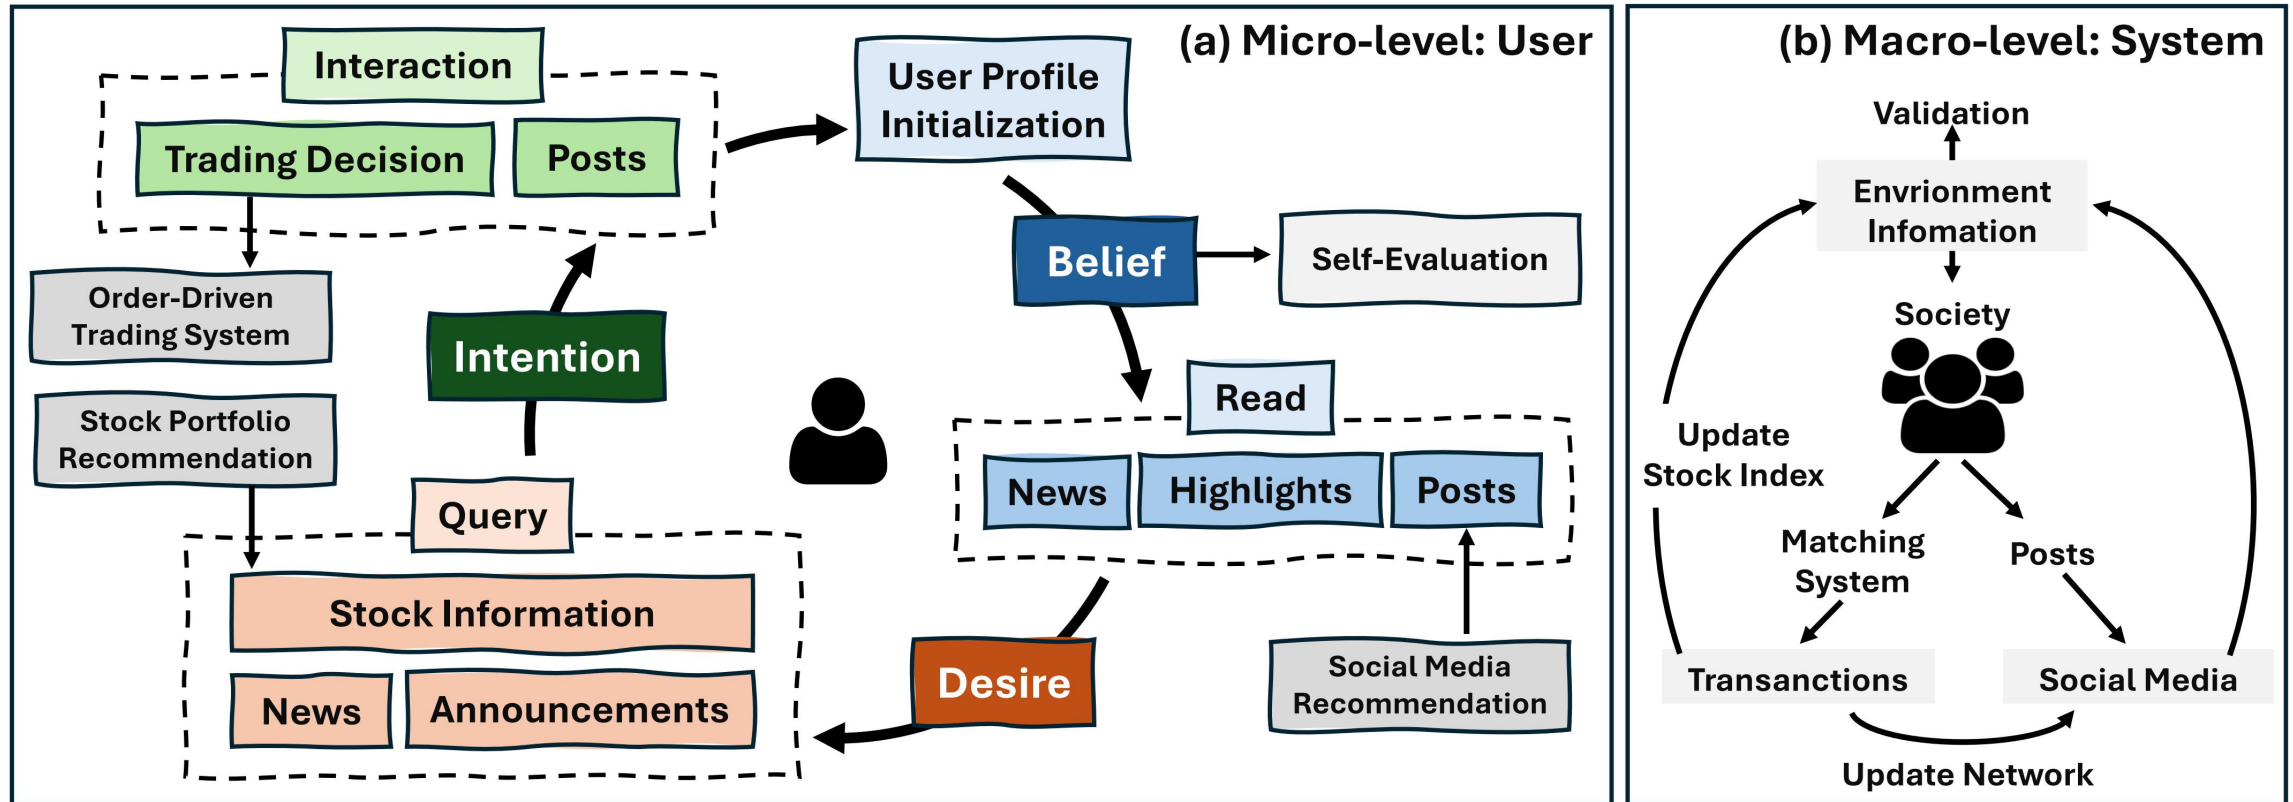 (a) Micro-level: User
Interaction
Trading Decision
Posts
User Profile
Initialization
Belief
Self-Evaluation
Order-Driven
Trading System
Intention
Stock Portfolio
Recommendation
Read
News
Highlights
Posts
Query
Stock Information
News
Announcements
Desire
Social Media
Recommendation
(b) Macro-level: System
Validation
Envrionment
Infomation
Society
Update
Stock Index
Matching
System
Posts
Transanctions
Social Media
Update Network